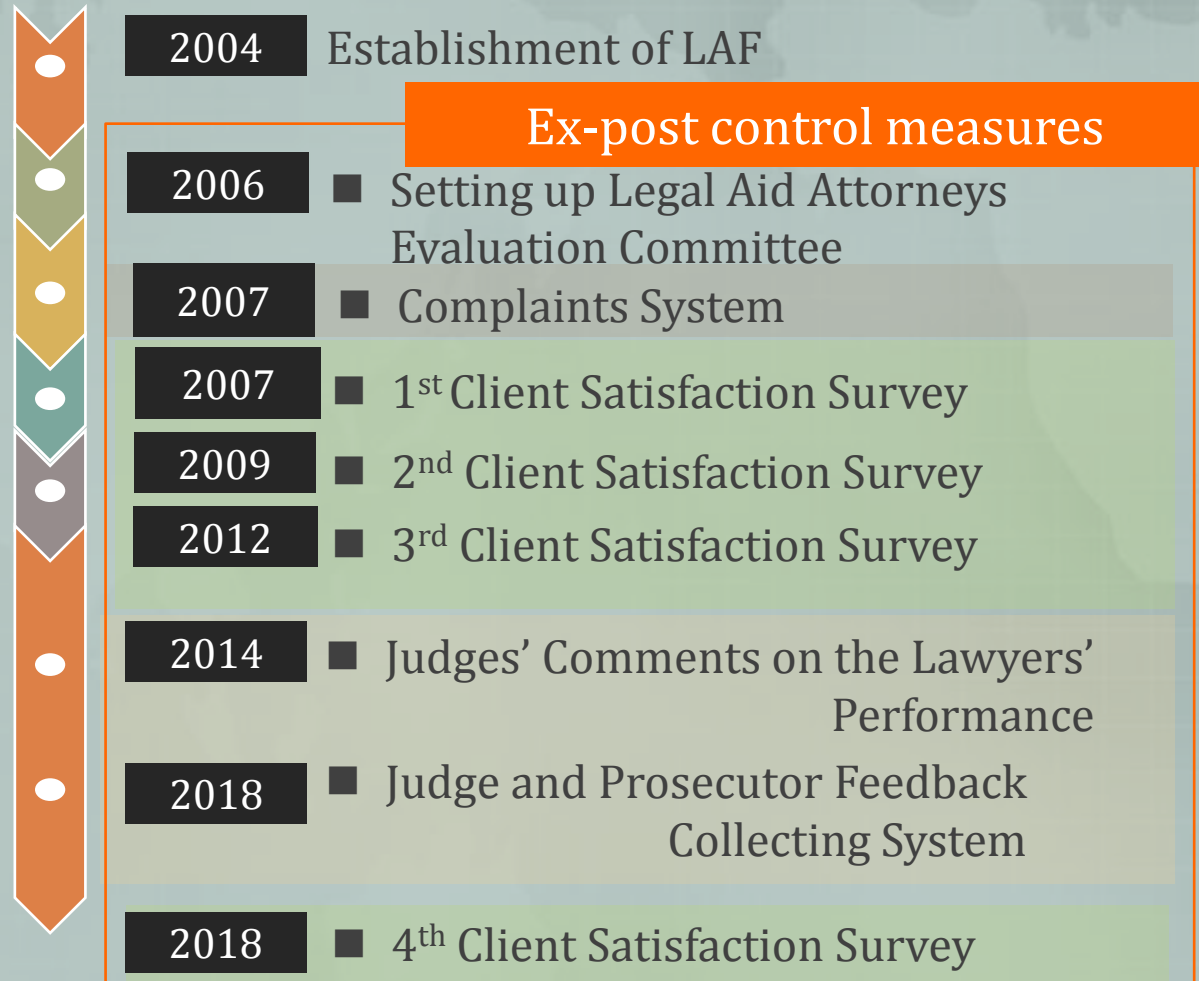 2004 Establishment of LAF
Ex-post control measures
2006 ■ Setting up Legal Aid Attorneys
Evaluation Committee
2007 ■ Complaints System
2007 ■ 1st Client Satisfaction Survey
2009 ■ 2nd Client Satisfaction Survey
2012 ■ 3rd Client Satisfaction Survey
2014 ■ Judges’ Comments on the Lawyers’
Performance
2018 ■ Judge and Prosecutor Feedback
Collecting System
2018 ■ 4th Client Satisfaction Survey